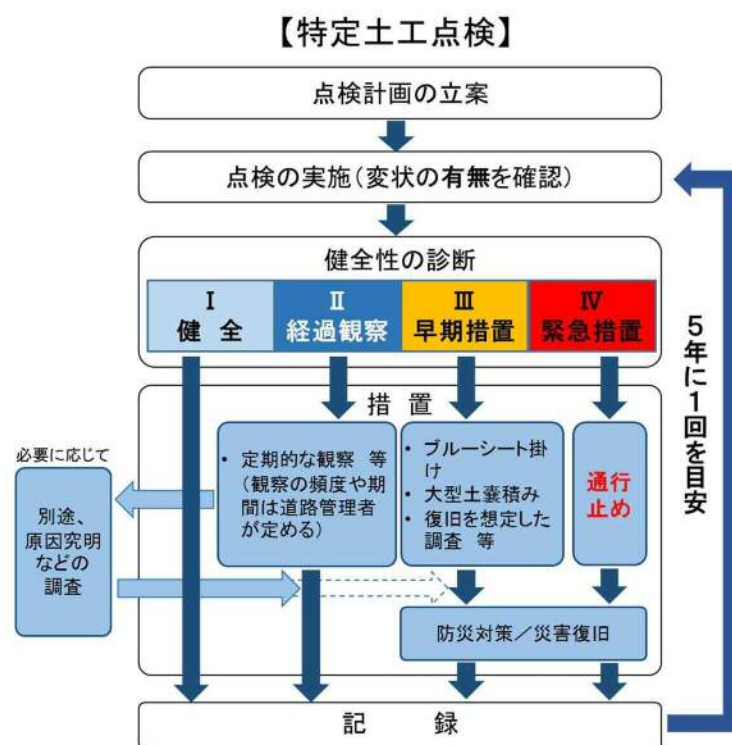 【特定土工点検】
点検計画の立案
点検の実施(変状の有無を確認)
健全性の診断
Ⅰ
健 全
Ⅱ
経過観察
Ⅲ
早期措置
Ⅳ
緊急措置
措 置
必要に応じて
別途、
原因究明
などの
調査
• 定期的な観察 等
(観察の頻度や期
間は道路管理者
が定める)
• ブルーシート掛
け
• 大型土嚢積み
• 復旧を想定した
調査 等
通行
止め
防災対策/災害復旧
記 録
5年に1回を目安